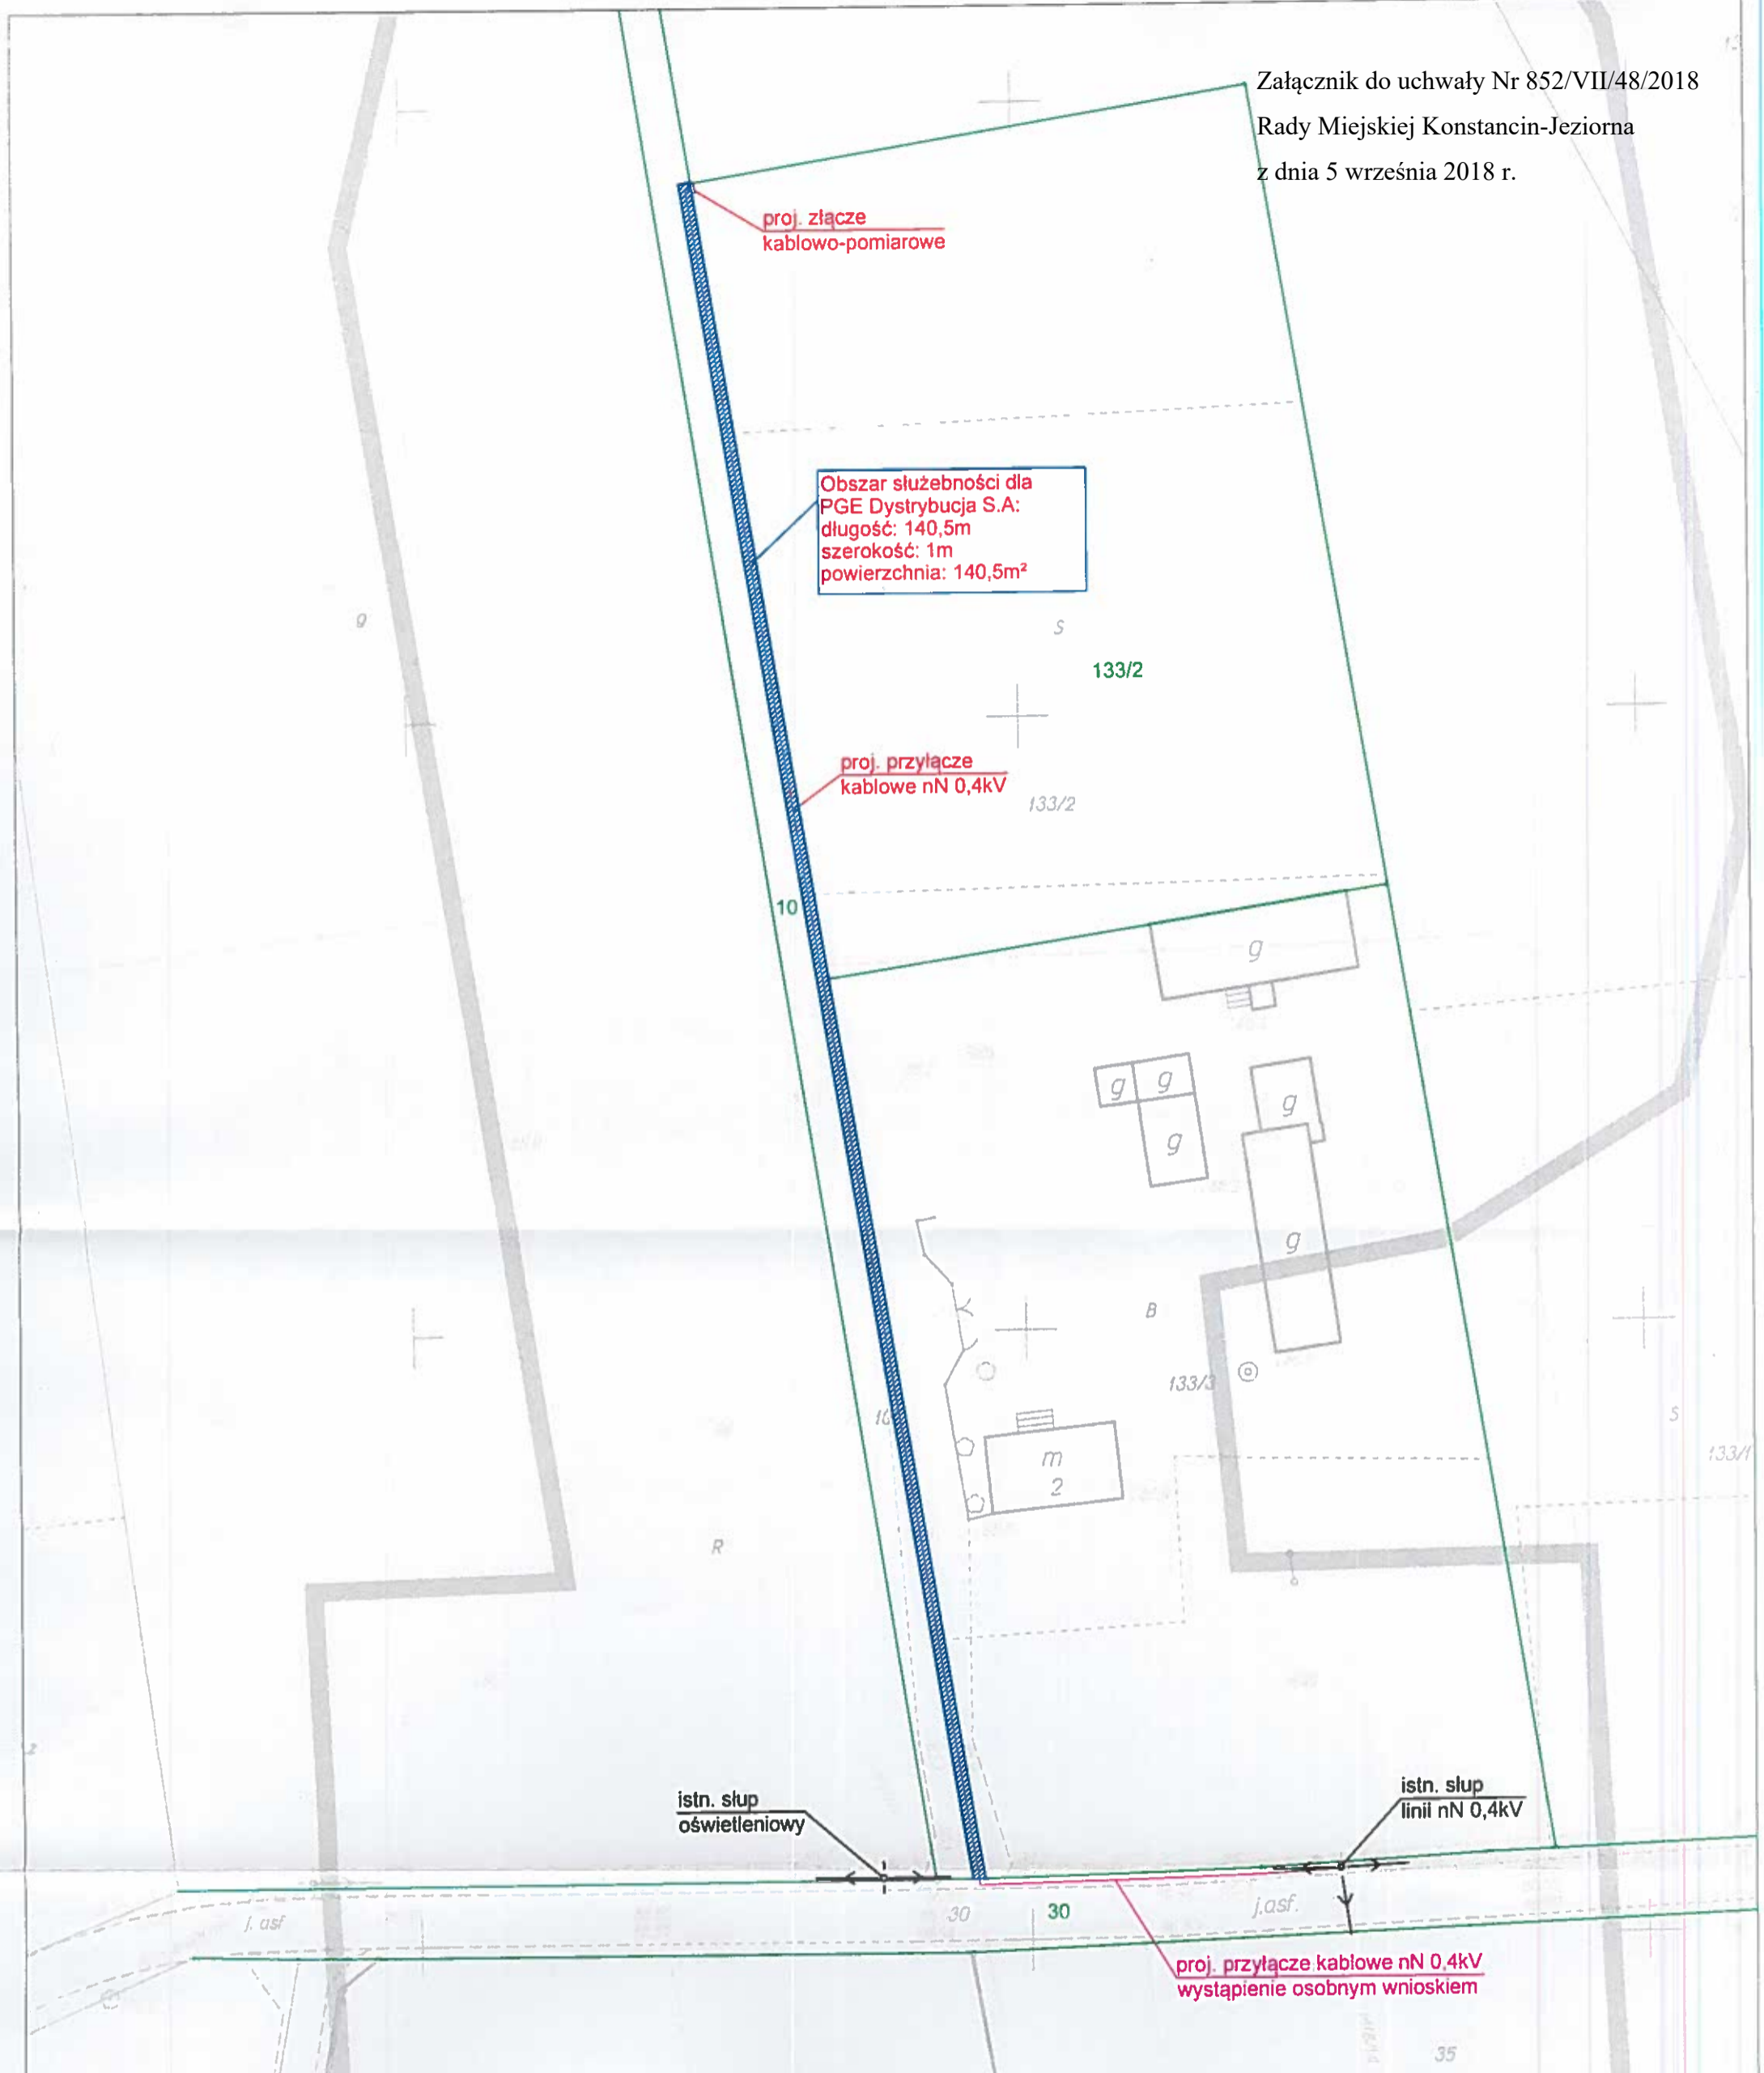 Załącznik do uchwały Nr 852/VII/48/2018
Rady Miejskiej Konstancin-Jeziorna
z dnia 5 września 2018 r.
proj. złącze
kablowo-pomiarowe
Obszar służebności dla
PGE Dystrybucja S.A:
długość: 140,5m
szerokość: 1m
powierzchnia: 140,5m²
g
S
133/2
proj. przyłącze
kablowe nN 0,4kV
133/2
10
g
g
g
g
g
g
B
133/3
10
S
133/1
m
2
R
2
istn. słup
oświetleniowy
istn. słup
linii nN 0,4kV
j. asf
30
30
j.asf.
proj. przyłącze kablowe nN 0,4kV
wystąpienie osobnym wnioskiem
35